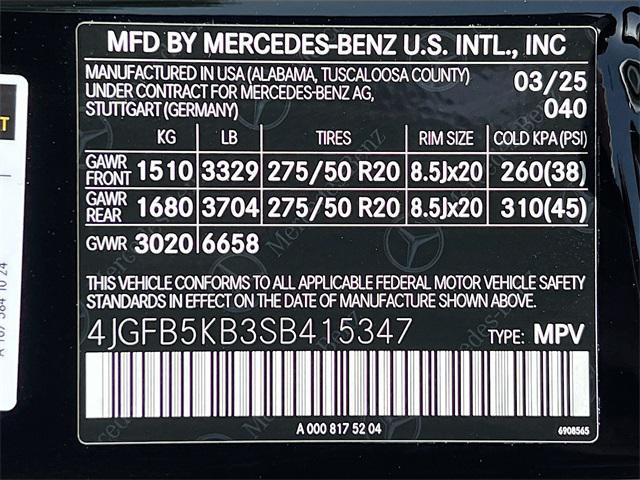 MFD BY MERCEDES-BENZ U.S. INTL., INC
MANUFACTURED IN USA (ALABAMA, TUSCALOOSA COUNTY) 03/25
UNDER CONTRACT FOR MERCEDES-BENZ AG, 040
STUTTGART (GERMANY)
KG LB TIRES RIM SIZE COLD KPA (PSI)
GAWR FRONT 1510 3329 275/50 R20 8.5Jx20 260(38)
GAWR REAR 1680 3704 275/50 R20 8.5Jx20 310(45)
GVWR 3020 6658
THIS VEHICLE CONFORMS TO ALL APPLICABLE FEDERAL MOTOR VEHICLE SAFETY
STANDARDS IN EFFECT ON THE DATE OF MANUFACTURE SHOWN ABOVE.
4JGFB5KB3SB415347 TYPE: MPV
A 000 817 52 04 6908565